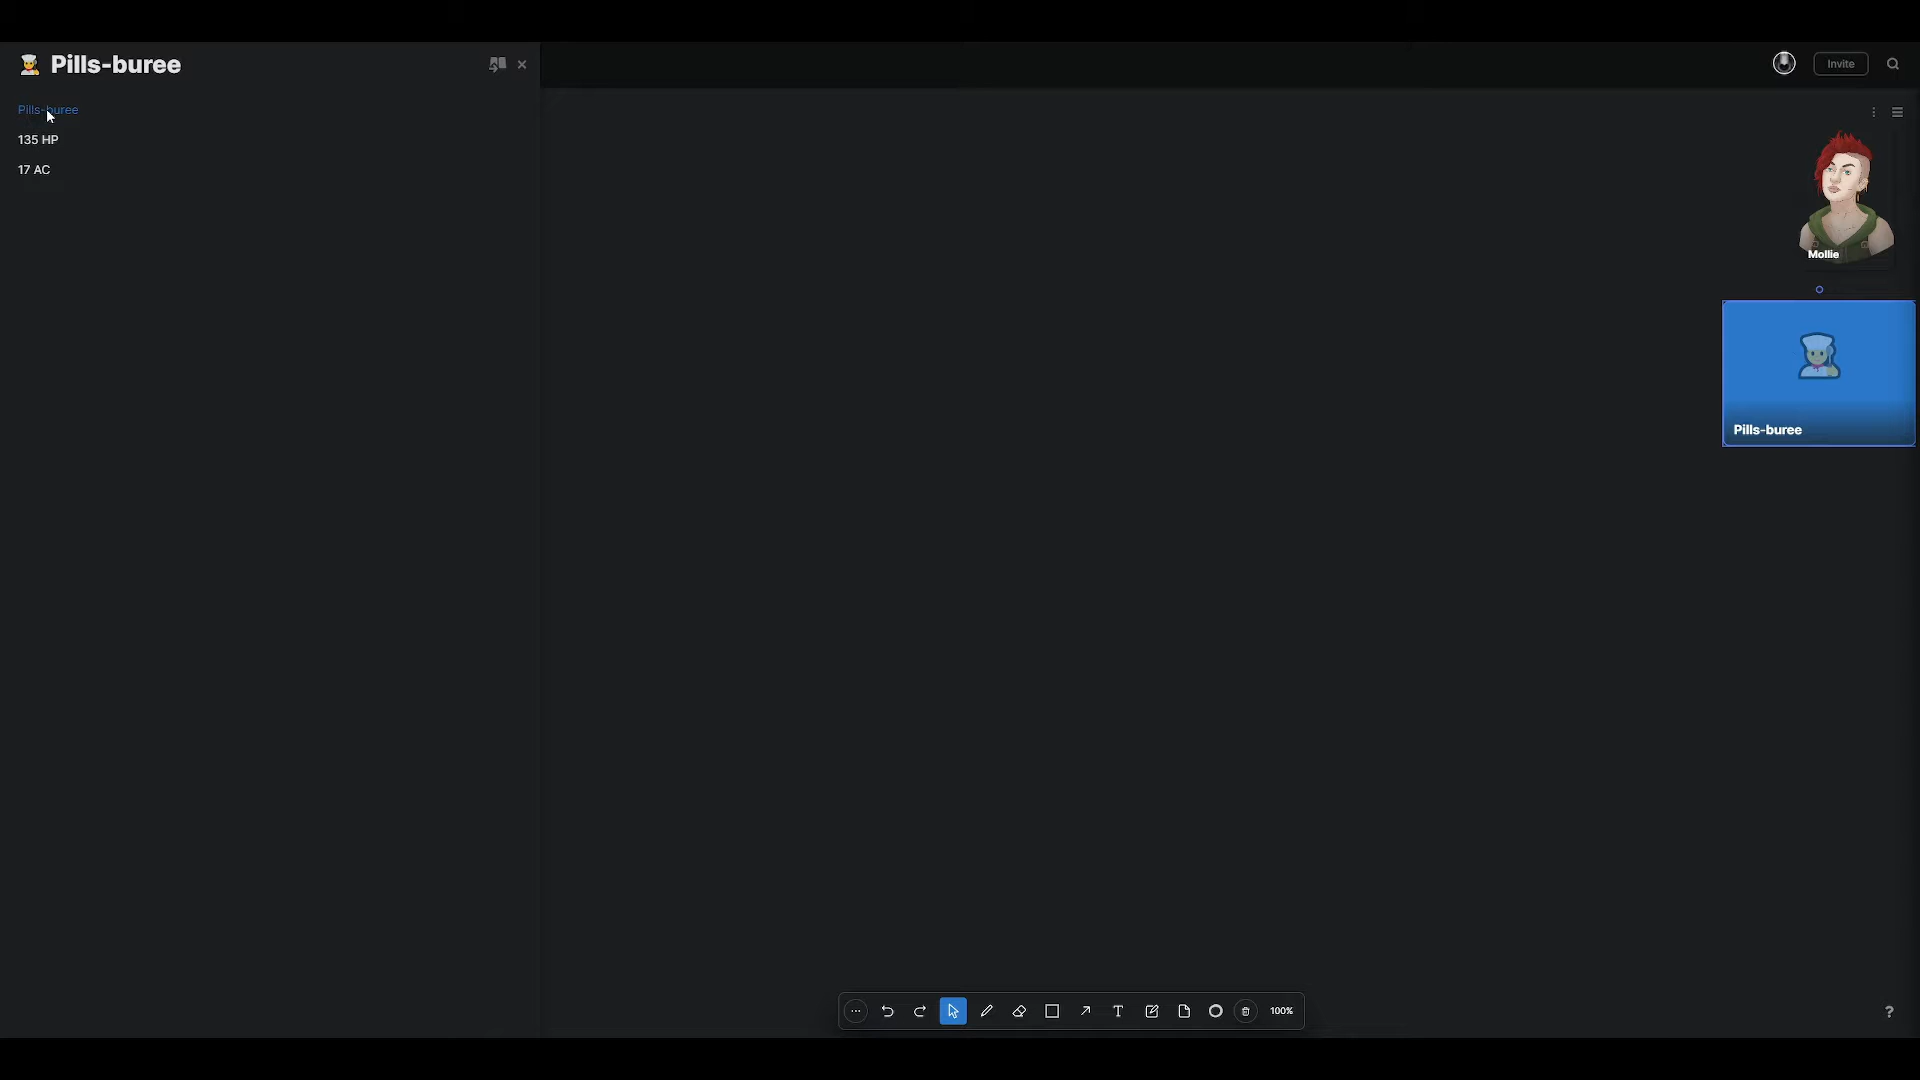 Pills-buree
Invite
Pills-buree
135 HP
17 AC
Mollie
Pills-buree
T
100%
?